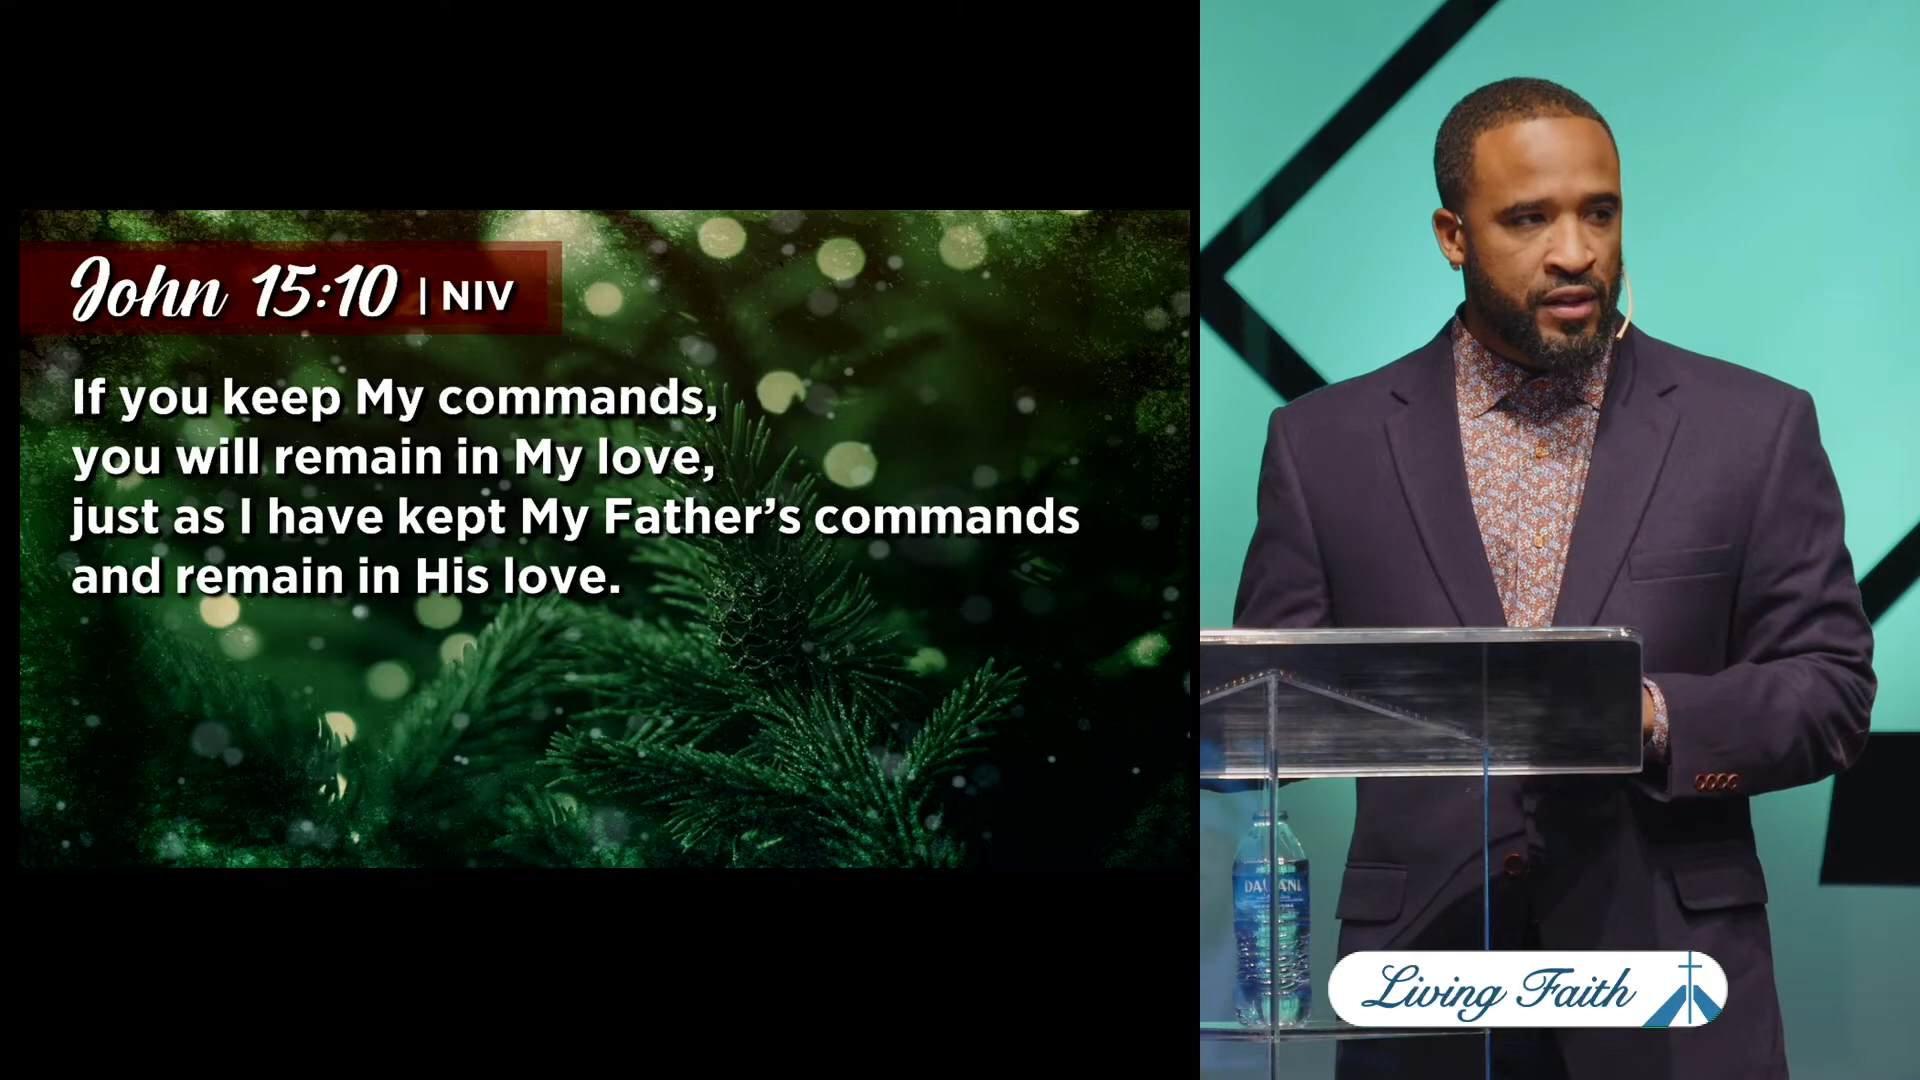 John 15:10 | NIV
If you keep My commands,
you will remain in My love,
just as I have kept My Father's commands
and remain in His love.
DASANI
Living Faith